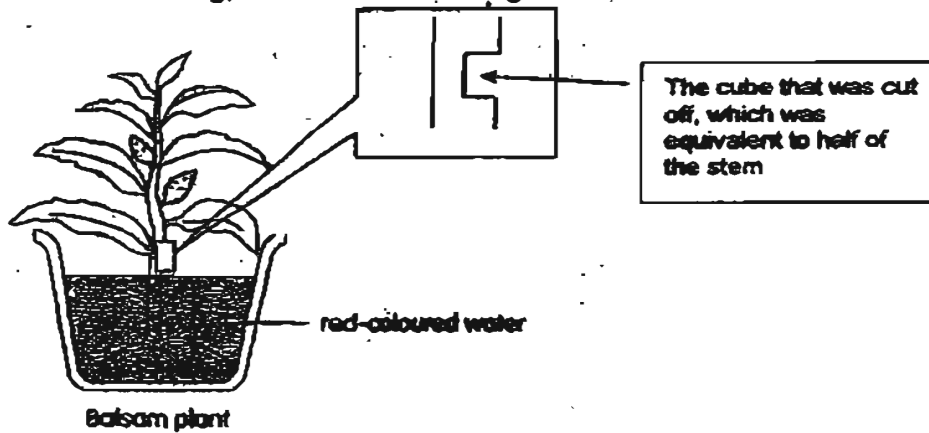 The cube that was cut
off, which was
equivalent to half of
the stem
red-coloured water
Balsam plant